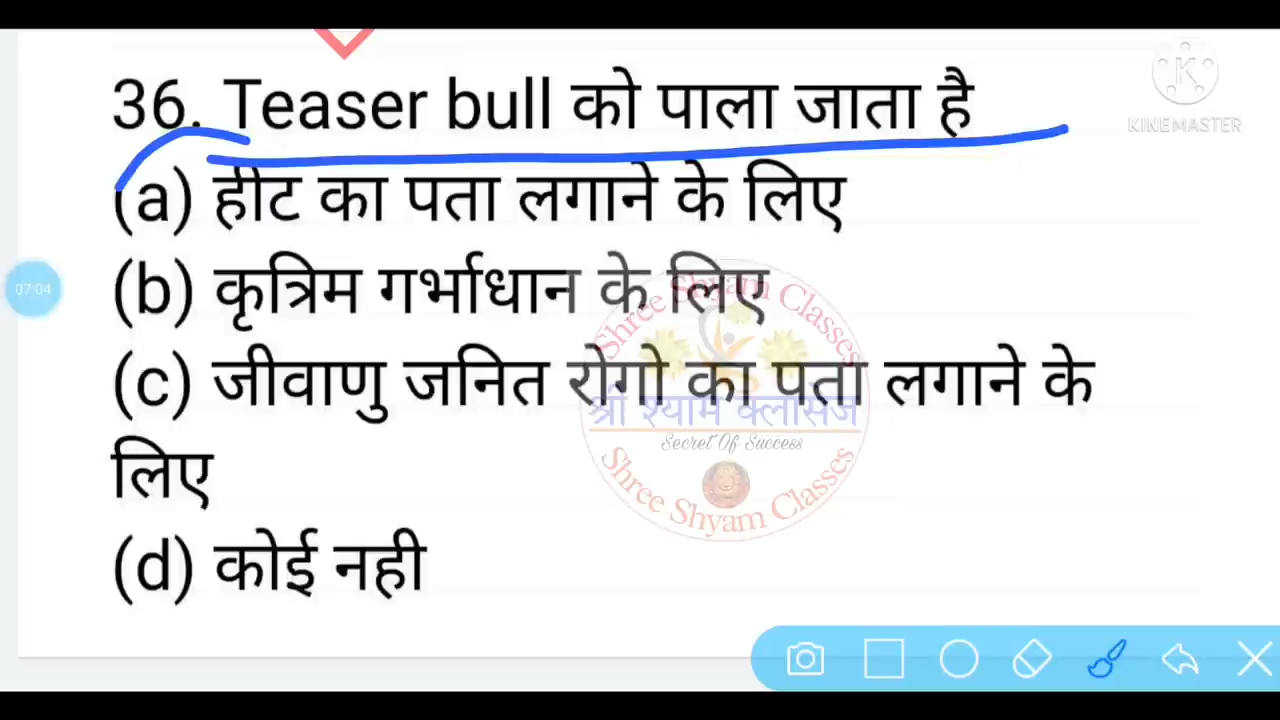 36. Teaser bull को पाला जाता है
KINEMASTER
(a) हीट का पता लगाने के लिए
07:04
(b) कृत्रिम गर्भाधान के लिए
Shree Shyam Classes
(c) जीवाणु जनित रोगो का पता लगाने के
श्री श्याम क्लासेज
Secret Of Success
लिए
Shree Shyam Classes
(d) कोई नही